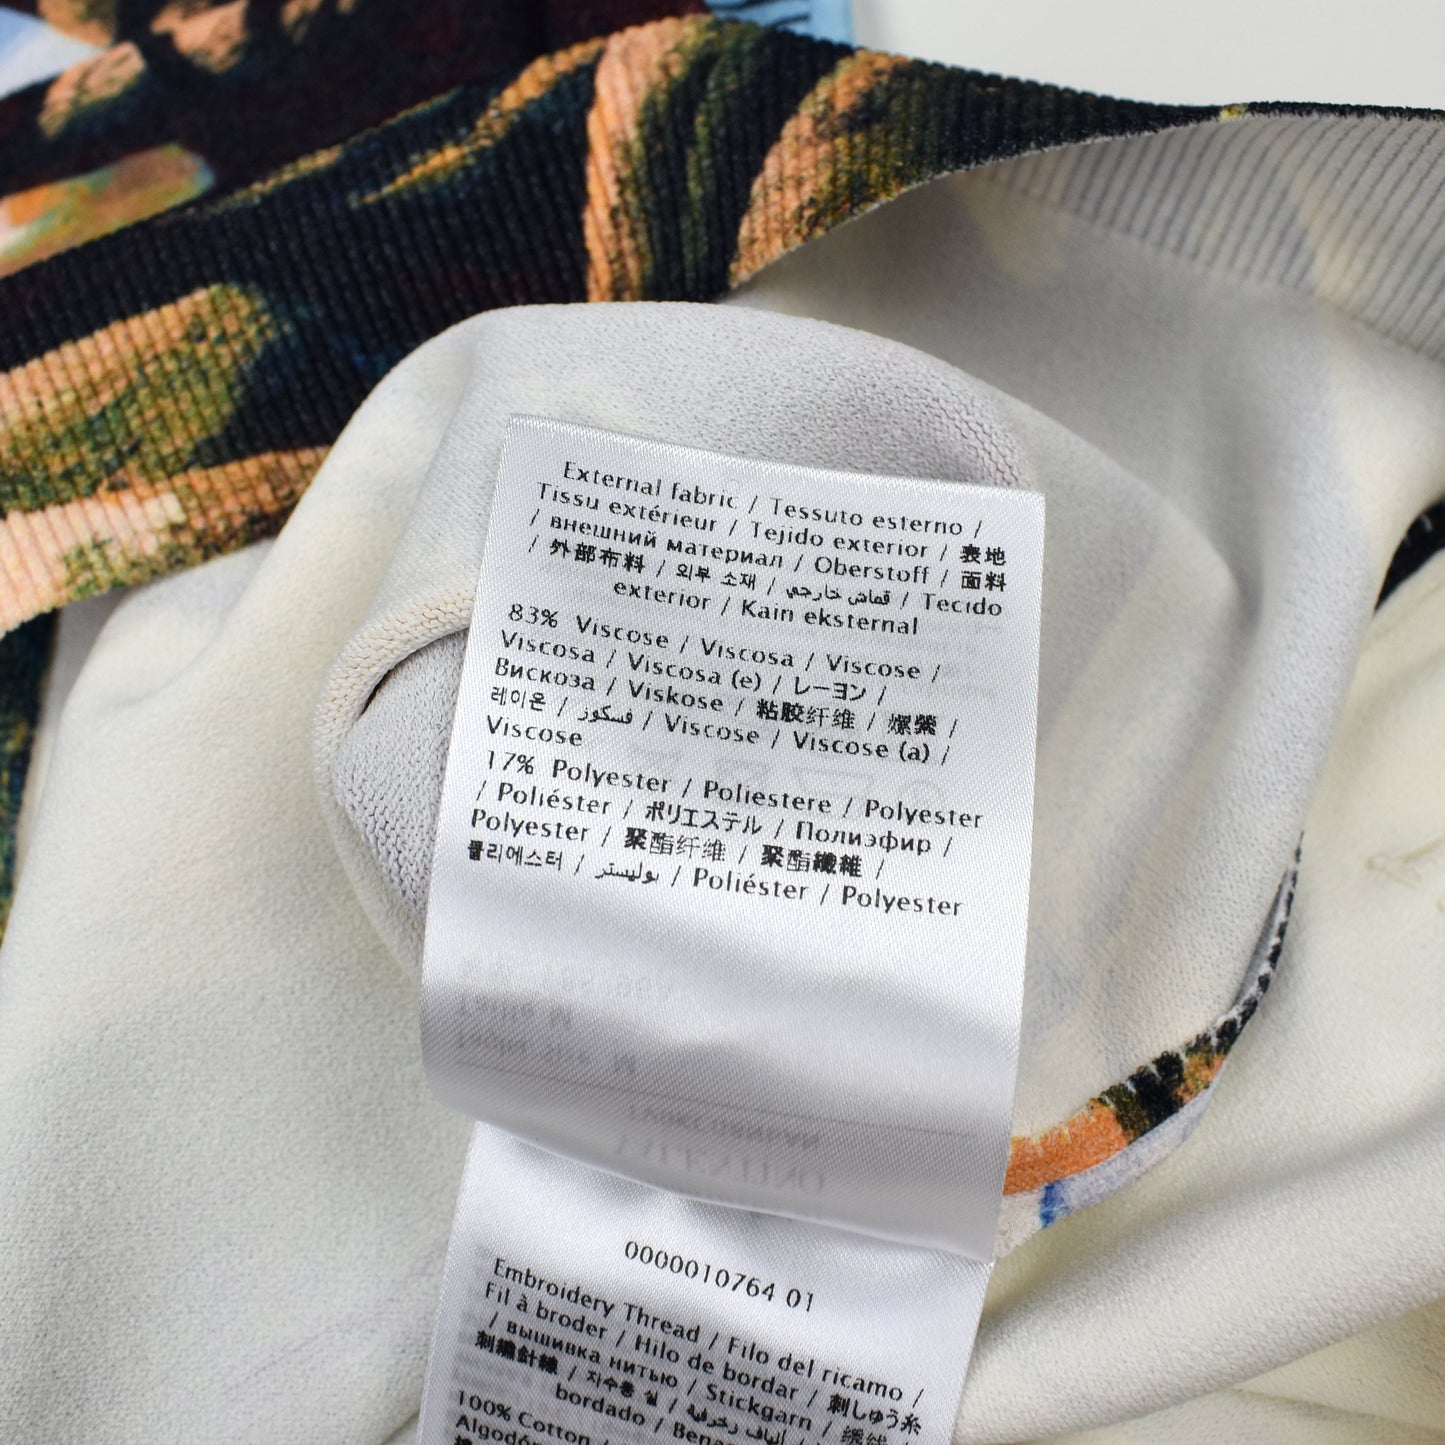 External fabric / Tessuto esterno /
Tissu extérieur / Tejido exterior / 表地
/ внешний материал / Oberstoff / 面料
/ 外部布料 / 외부 소재 / قماش خارجي / Tecido
exterior / Kain eksternal
83% Viscose / Viscosa / Viscose /
Viscosa / Viscosa (e) / レーヨン /
Вискоза / Viskose / 粘胶纤维 / 嫘縈 /
레이온 / فسكوز / Viscose / Viscose (a) /
Viscose
17% Polyester / Poliestere / Polyester
/ Poliéster / ポリエステル / Полиэфир /
Polyester / 聚酯纤维 / 聚酯纖維 /
폴리에스터 / بوليستر / Poliéster / Polyester
0000010764 01
Embroidery Thread / Filo del ricamo /
Fil à broder / Hilo de bordar / 刺しゅう糸
/ вышивка нитью / Stickgarn / 绣线 /
刺繡針線 / 자수용 실 / ألياف زخرفية /
bordado / Benang
100% Cotton /
Algodón